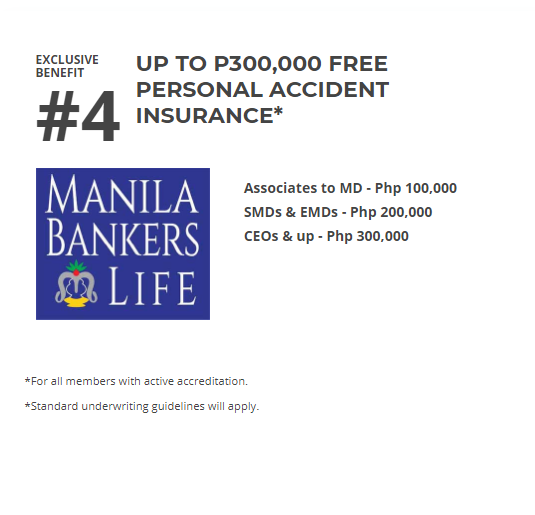 EXCLUSIVE
BENEFIT
#4
UP TO P300,000 FREE
PERSONAL ACCIDENT
INSURANCE*
MANILA
BANKERS
LIFE
Associates to MD - Php 100,000
SMDs & EMDs - Php 200,000
CEOs & up - Php 300,000
*For all members with active accreditation.
*Standard underwriting guidelines will apply.